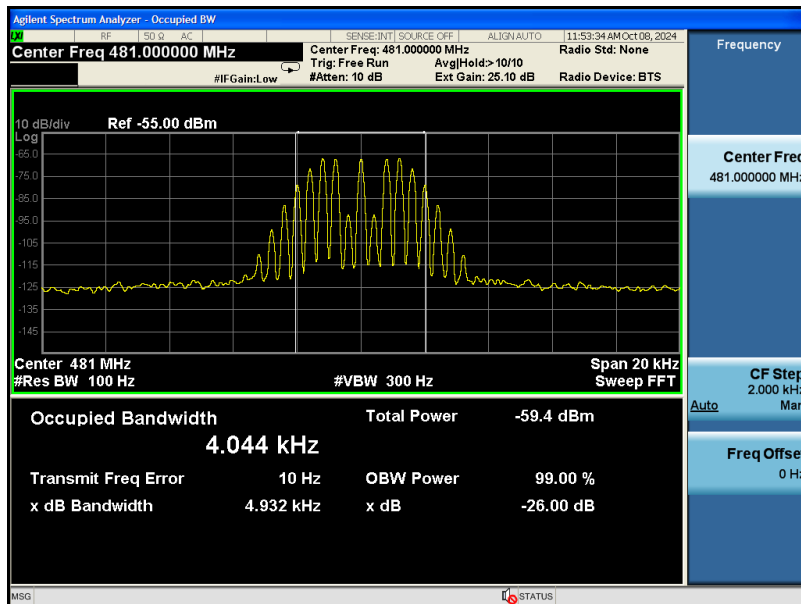 Agilent Spectrum Analyzer - Occupied BW
LXI RF 50 Ω AC SENSE:INT SOURCE OFF ALIGN AUTO 11:53:34 AM Oct 08, 2024
Center Freq 481.000000 MHz
Center Freq: 481.000000 MHz Radio Std: None
Trig: Free Run Avg|Hold:>10/10
#IFGain:Low #Atten: 10 dB Ext Gain: 25.10 dB Radio Device: BTS
10 dB/div Ref -55.00 dBm
Log
-65.0
-75.0
-85.0
-95.0
-105
-115
-125
-135
-145
Center 481 MHz Span 20 kHz
#Res BW 100 Hz #VBW 300 Hz Sweep FFT
Occupied Bandwidth Total Power -59.4 dBm
4.044 kHz
Transmit Freq Error 10 Hz OBW Power 99.00 %
x dB Bandwidth 4.932 kHz x dB -26.00 dB
MSG STATUS
Frequency
Center Freq
481.000000 MHz
CF Step
2.000 kHz
Auto Man
Freq Offset
0 Hz